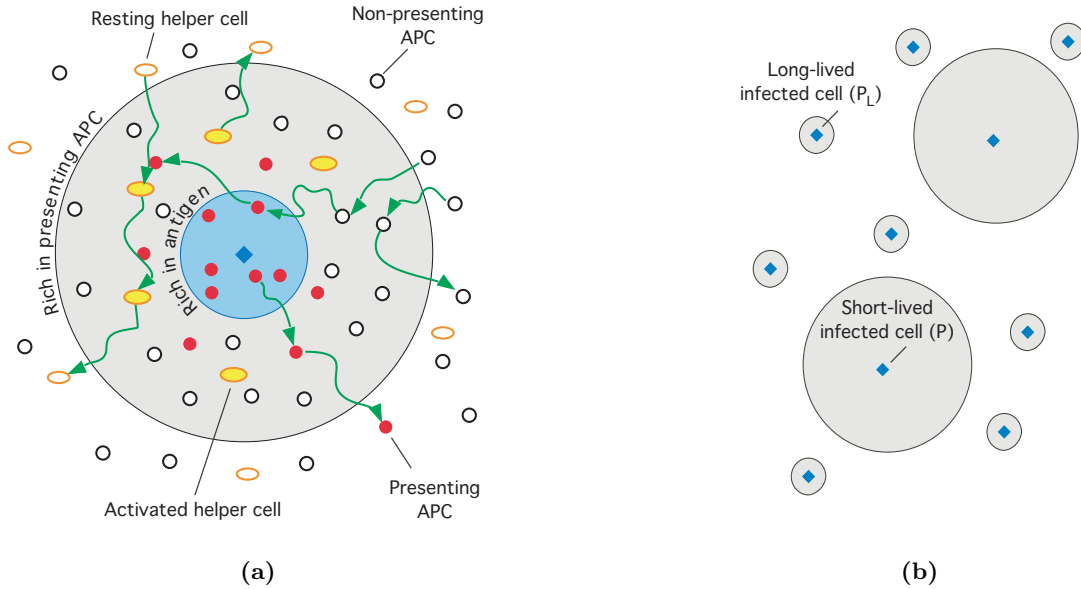 Resting helper cell
Non-presenting
APC
Rich in presenting APC
Rich in antigen
Activated helper cell
Presenting
APC
(a)
Long-lived
infected cell (P_L)
Short-lived
infected cell (P)
(b)